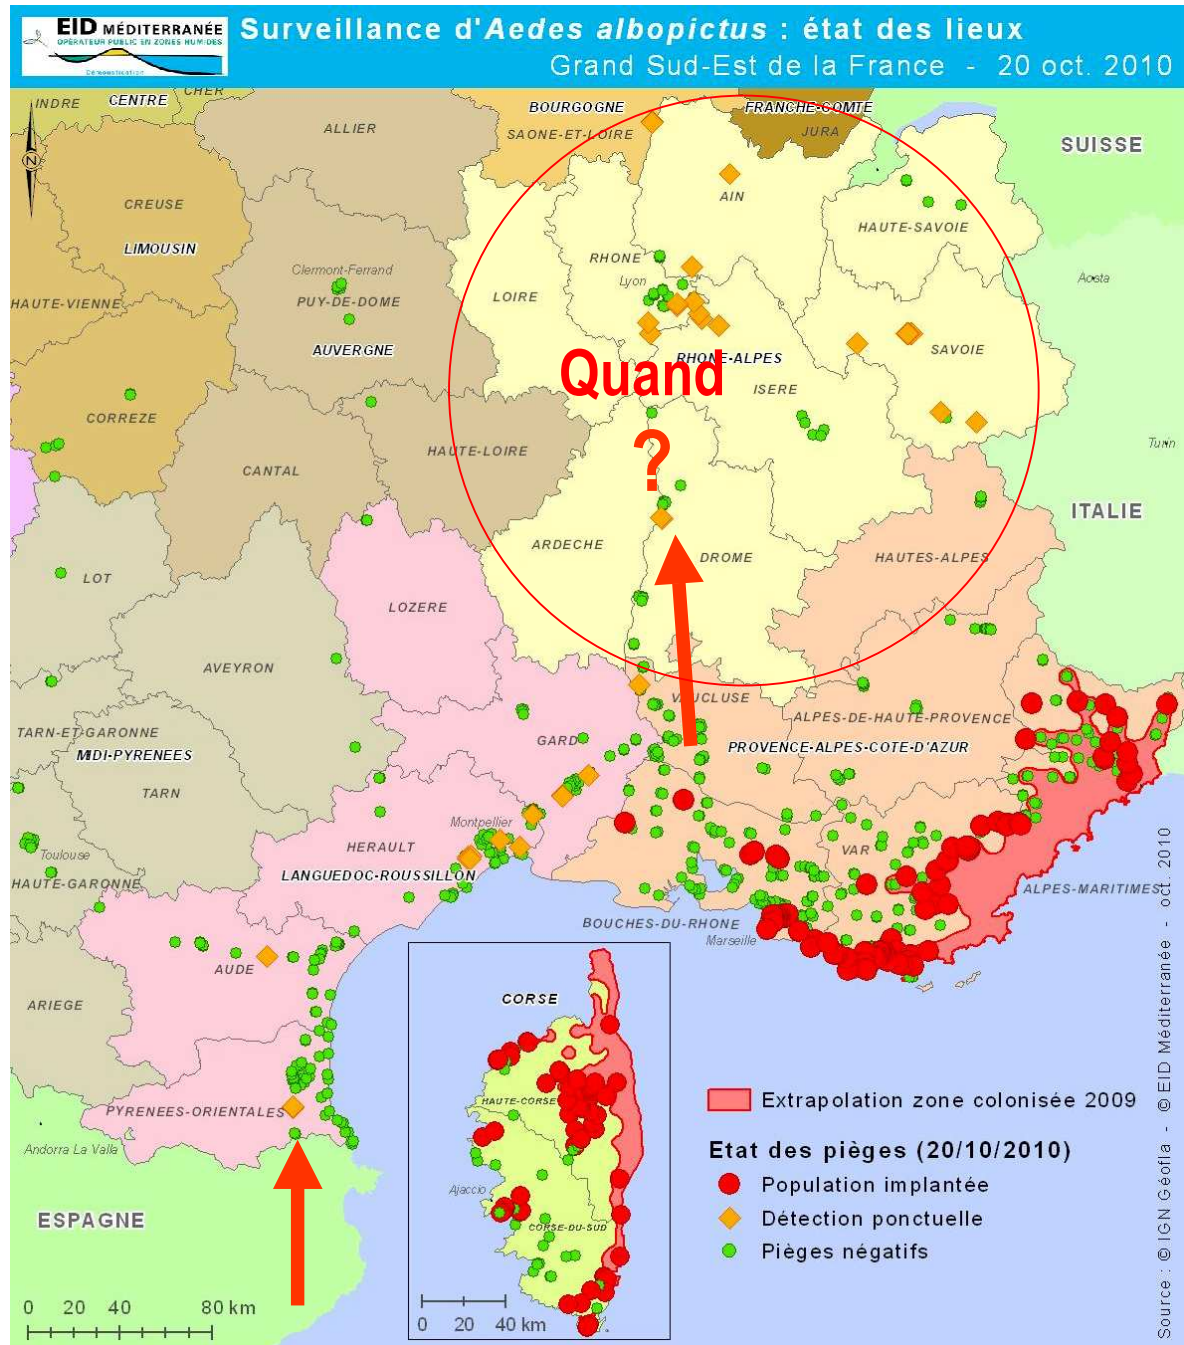 EID MÉDITERRANÉE
OPÉRATEUR PUBLIC EN ZONES HUMIDES
Démoustication
Surveillance d'Aedes albopictus : état des lieux
Grand Sud-Est de la France - 20 oct. 2010
INDRE
CENTRE
CHER
ALLIER
BOURGOGNE
SAONE-ET-LOIRE
FRANCHE-COMTE
JURA
SUISSE
N
CREUSE
LIMOUSIN
AIN
HAUTE-SAVOIE
RHONE
Lyon
Clermont-Ferrand
PUY-DE-DOME
LOIRE
Aosta
HAUTE-VIENNE
AUVERGNE
RHONE-ALPES
SAVOIE
Quand
?
ISERE
CORREZE
HAUTE-LOIRE
CANTAL
Turin
ITALIE
ARDECHE
DROME
HAUTES-ALPES
LOT
LOZERE
AVEYRON
VAUCLUSE
ALPES-DE-HAUTE-PROVENCE
TARN-ET-GARONNE
MIDI-PYRENEES
GARD
PROVENCE-ALPES-COTE-D'AZUR
TARN
Montpellier
HERAULT
VAR
Toulouse
HAUTE-GARONNE
LANGUEDOC-ROUSSILLON
ALPES-MARITIMES
BOUCHES-DU-RHONE
Marseille
AUDE
ARIEGE
CORSE
PYRENEES-ORIENTALES
HAUTE-CORSE
Andorra La Valla
Ajaccio
CORSE-DU-SUD
ESPAGNE
Extrapolation zone colonisée 2009
Etat des pièges (20/10/2010)
Population implantée
Détection ponctuelle
Pièges négatifs
0 20 40 80 km
0 20 40 km
Source : © IGN Géofla - © EID Méditerranée - oct. 2010